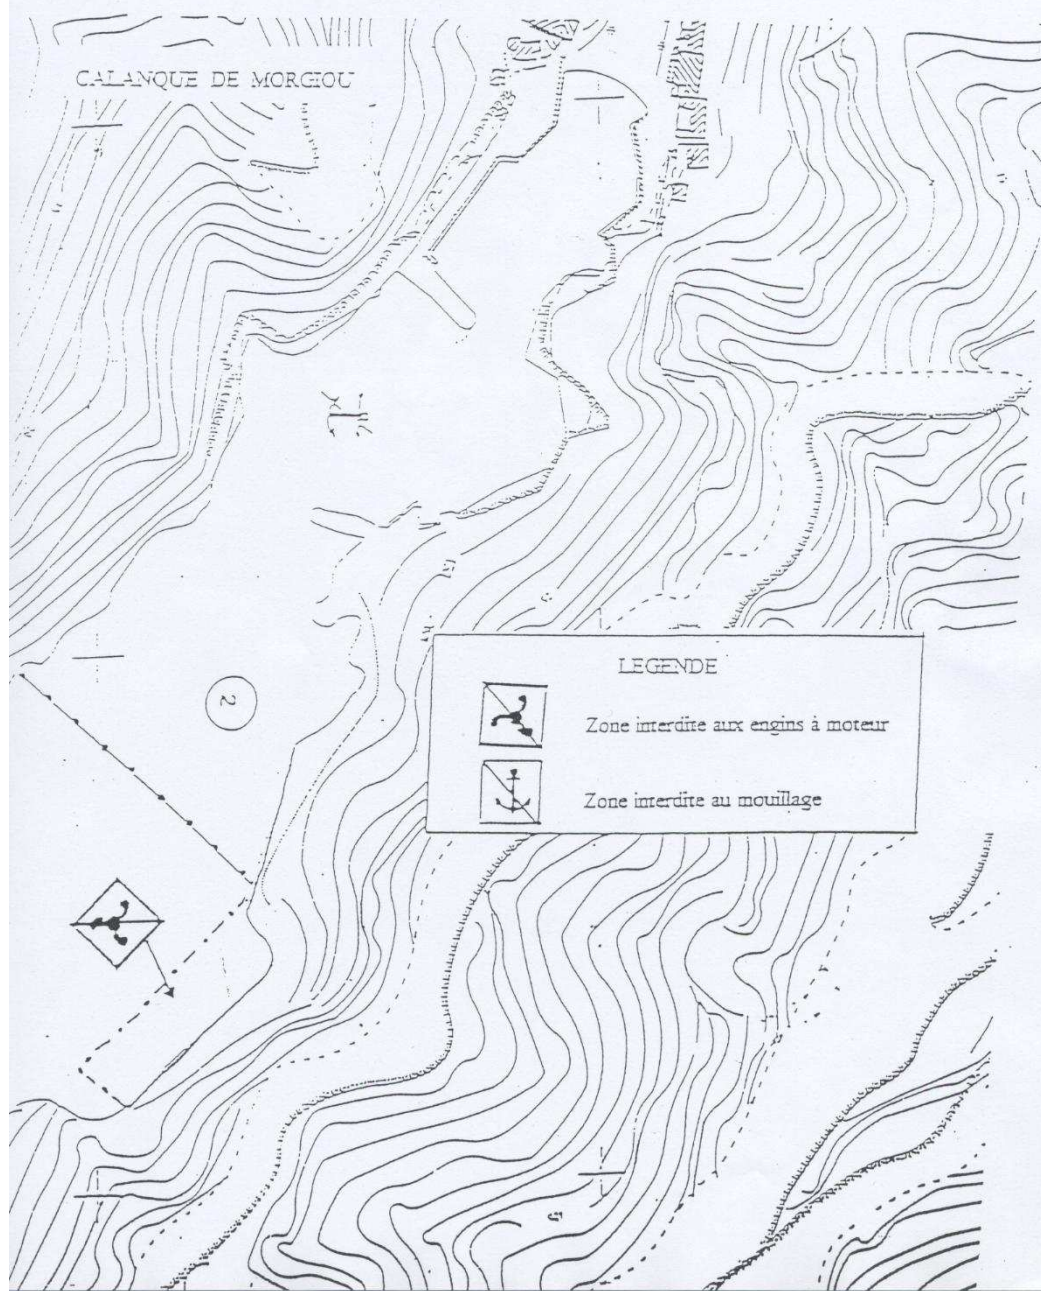 CALANQUE DE MORGIOU
2
LEGENDE
Zone interdite aux engins à moteur
Zone interdite au mouillage